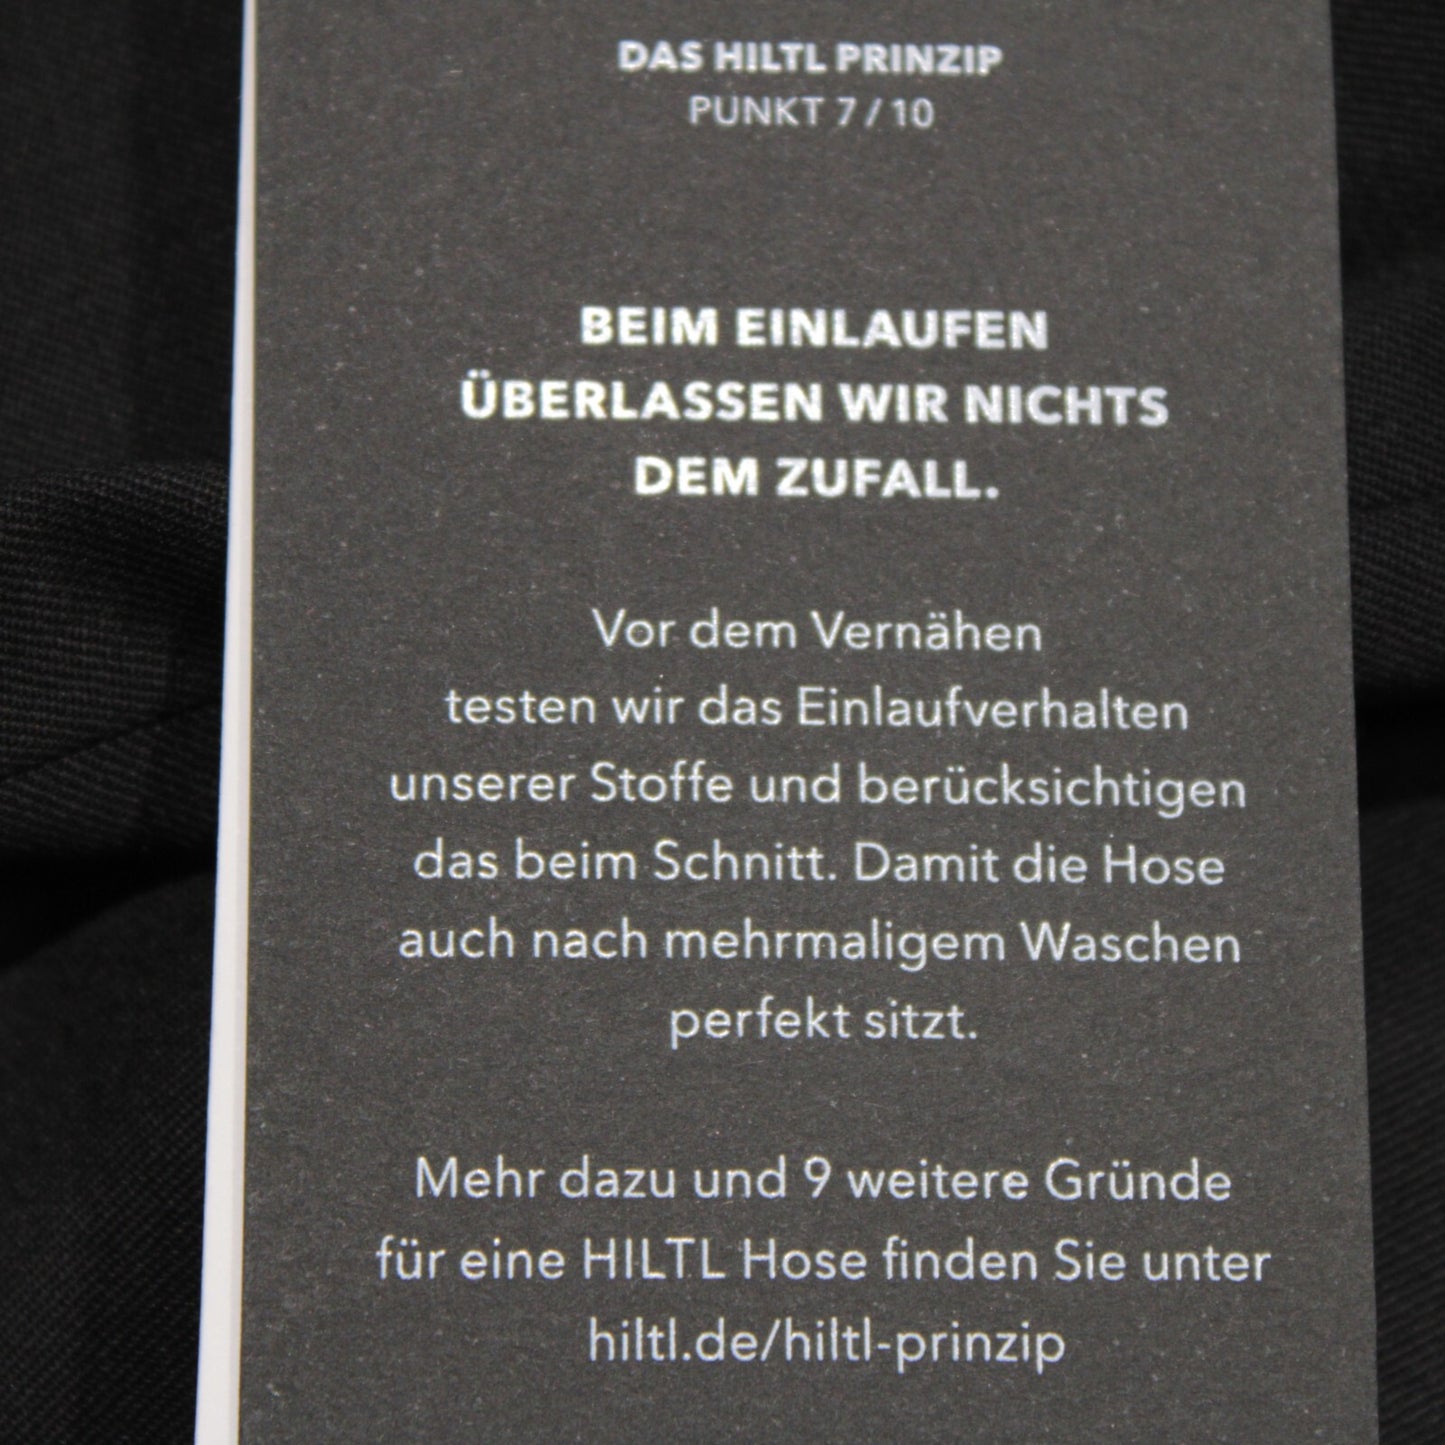 DAS HILTL PRINZIP
PUNKT 7 / 10
BEIM EINLAUFEN
ÜBERLASSEN WIR NICHTS
DEM ZUFALL.
Vor dem Vernähen
testen wir das Einlaufverhalten
unserer Stoffe und berücksichtigen
das beim Schnitt. Damit die Hose
auch nach mehrmaligem Waschen
perfekt sitzt.
Mehr dazu und 9 weitere Gründe
für eine HILTL Hose finden Sie unter
hiltl.de/hiltl-prinzip